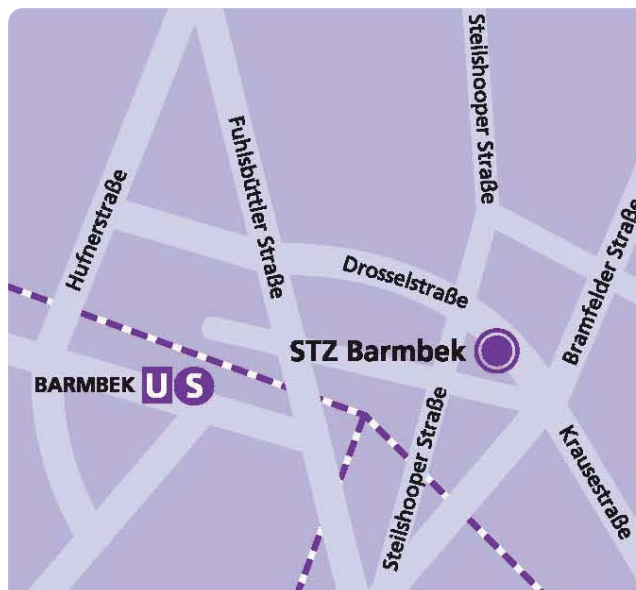 Steilshooper Straße
Fuhlsbüttler Straße
Hufnerstraße
Bramfelder Straße
Drosselstraße
STZ Barmbek
BARMBEK U S
Steilshooper Straße
Krausestraße